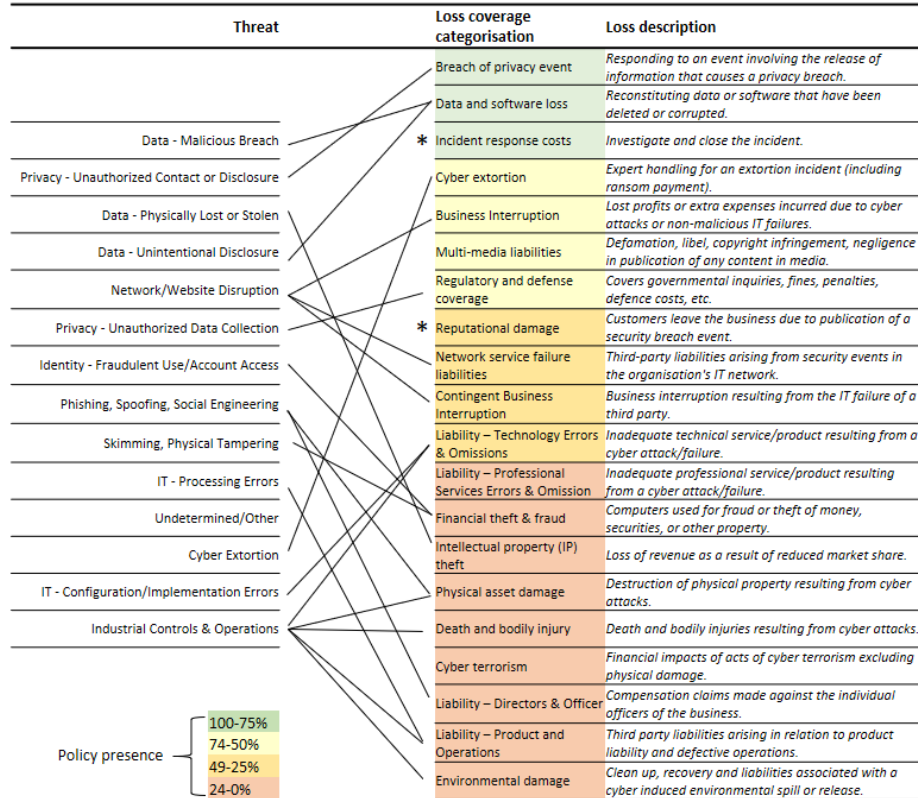 Threat
Loss coverage
categorisation
Loss description
Breach of privacy event
Responding to an event involving the release of
information that causes a privacy breach.
Data and software loss
Reconstituting data or software that have been
deleted or corrupted.
Data - Malicious Breach
* Incident response costs
Investigate and close the incident.
Privacy - Unauthorized Contact or Disclosure
Cyber extortion
Expert handling for an extortion incident (including
ransom payment).
Data - Physically Lost or Stolen
Business Interruption
Lost profits or extra expenses incurred due to cyber
attacks or non-malicious IT failures.
Data - Unintentional Disclosure
Multi-media liabilities
Defamation, libel, copyright infringement, negligence
in publication of any content in media.
Network/Website Disruption
Regulatory and defense
coverage
Covers governmental inquiries, fines, penalties,
defence costs, etc.
Privacy - Unauthorized Data Collection
* Reputational damage
Customers leave the business due to publication of a
security breach event.
Identity - Fraudulent Use/Account Access
Network service failure
liabilities
Third-party liabilities arising from security events in
the organisation's IT network.
Phishing, Spoofing, Social Engineering
Contingent Business
Interruption
Business interruption resulting from the IT failure of a
third party.
Skimming, Physical Tampering
Liability – Technology Errors
& Omissions
Inadequate technical service/product resulting from a
cyber attack/failure.
IT - Processing Errors
Liability – Professional
Services Errors & Omission
Inadequate professional service/product resulting
from a cyber attack/failure.
Undetermined/Other
Financial theft & fraud
Computers used for fraud or theft of money,
securities, or other property.
Cyber Extortion
Intellectual property (IP)
theft
Loss of revenue as a result of reduced market share.
IT - Configuration/Implementation Errors
Physical asset damage
Destruction of physical property resulting from cyber
attacks.
Industrial Controls & Operations
Death and bodily injury
Death and bodily injuries resulting from cyber attacks.
Cyber terrorism
Financial impacts of acts of cyber terrorism excluding
physical damage.
Liability – Directors & Officer
Compensation claims made against the individual
officers of the business.
Liability – Product and
Operations
Third party liabilities arising in relation to product
liability and defective operations.
Environmental damage
Clean up, recovery and liabilities associated with a
cyber induced environmental spill or release.
Policy presence
100-75%
74-50%
49-25%
24-0%